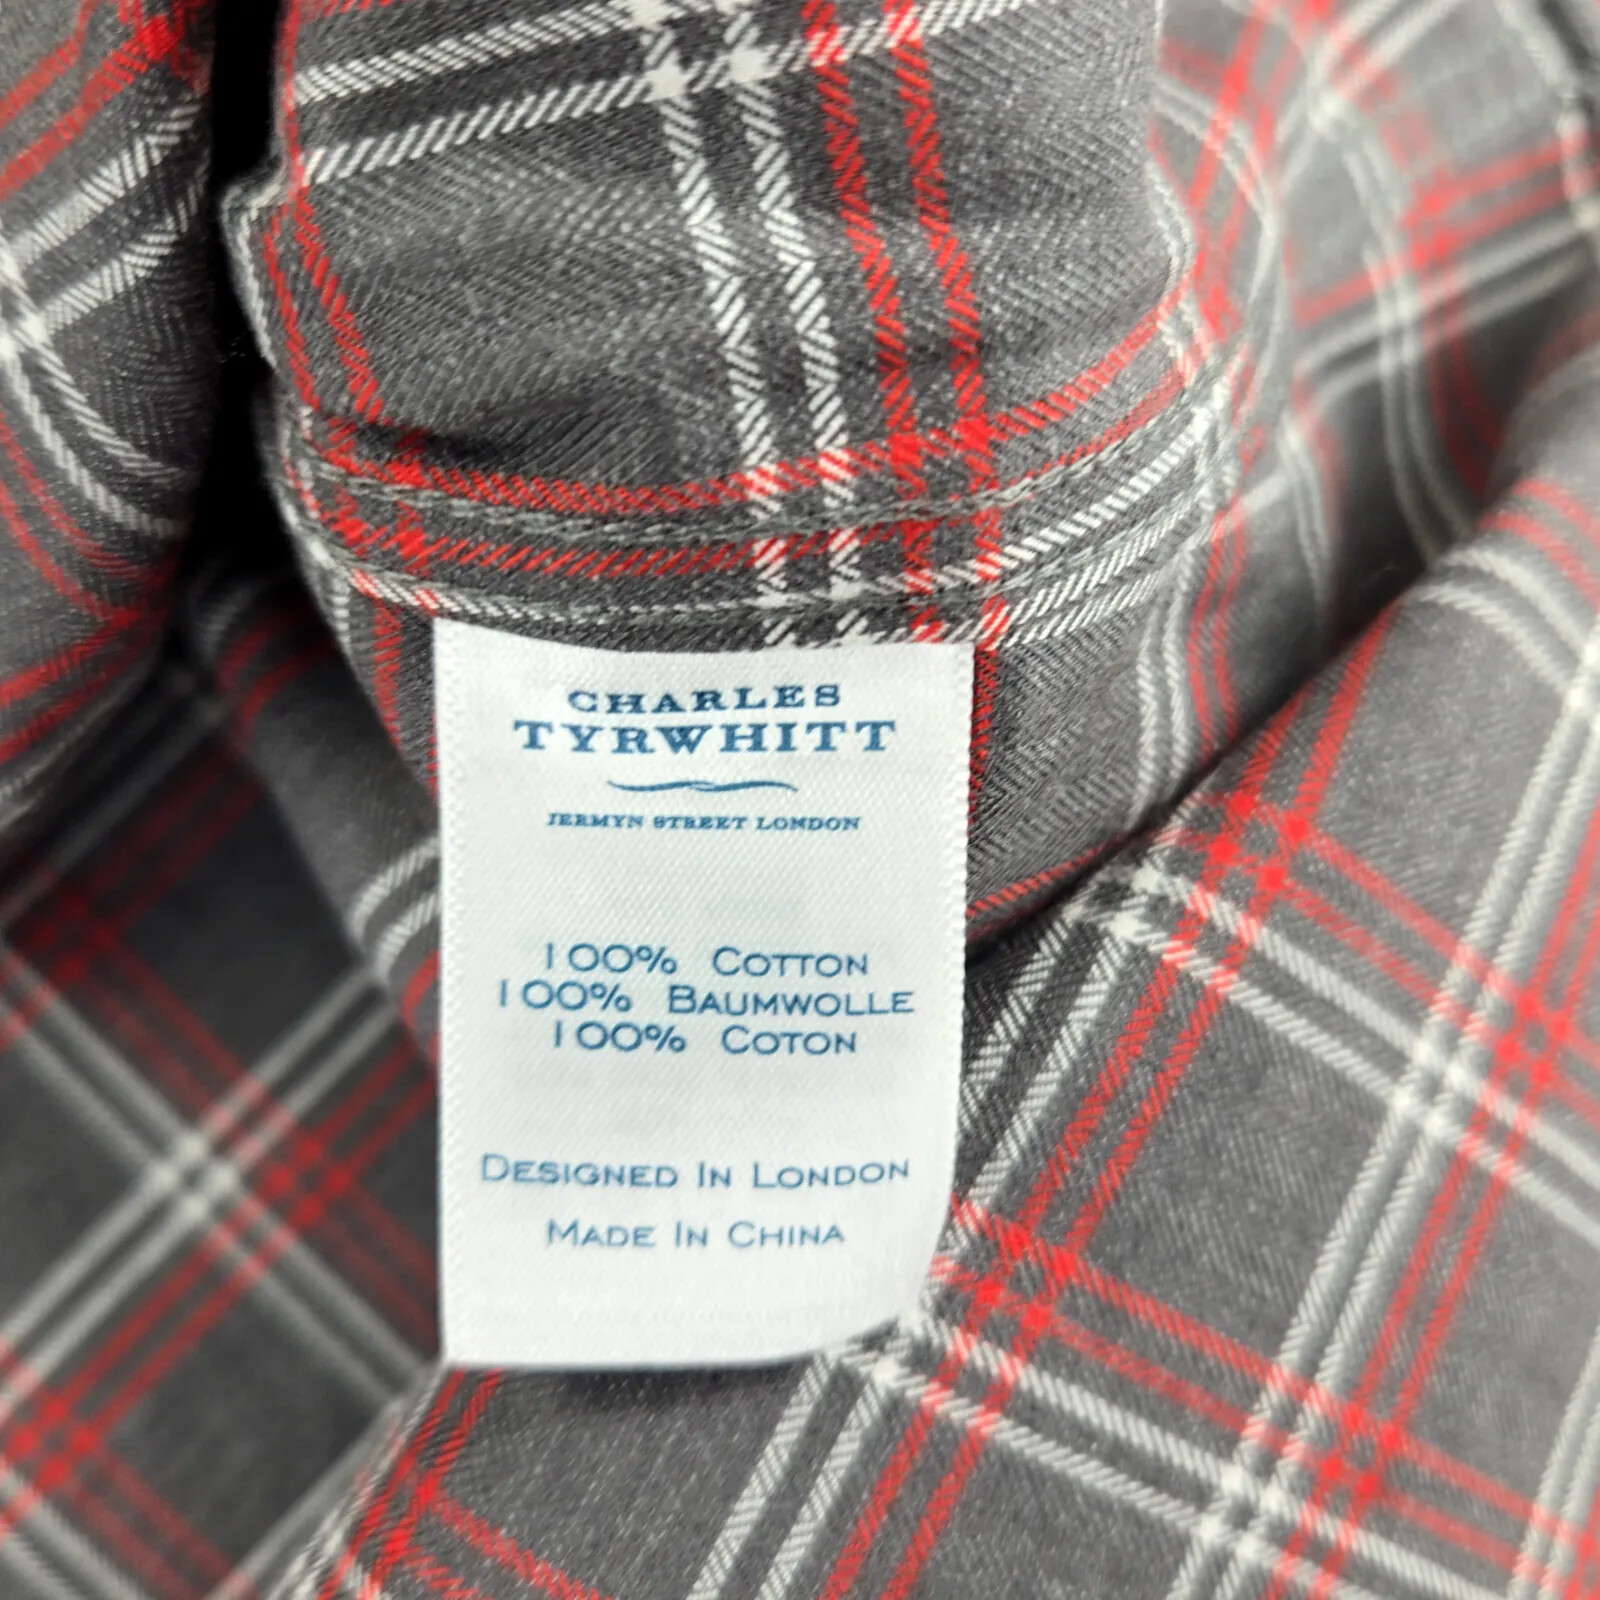 CHARLES
TYRWHITT
JERMYN STREET LONDON
100% COTTON
100% BAUMWOLLE
100% COTON
DESIGNED IN LONDON
MADE IN CHINA